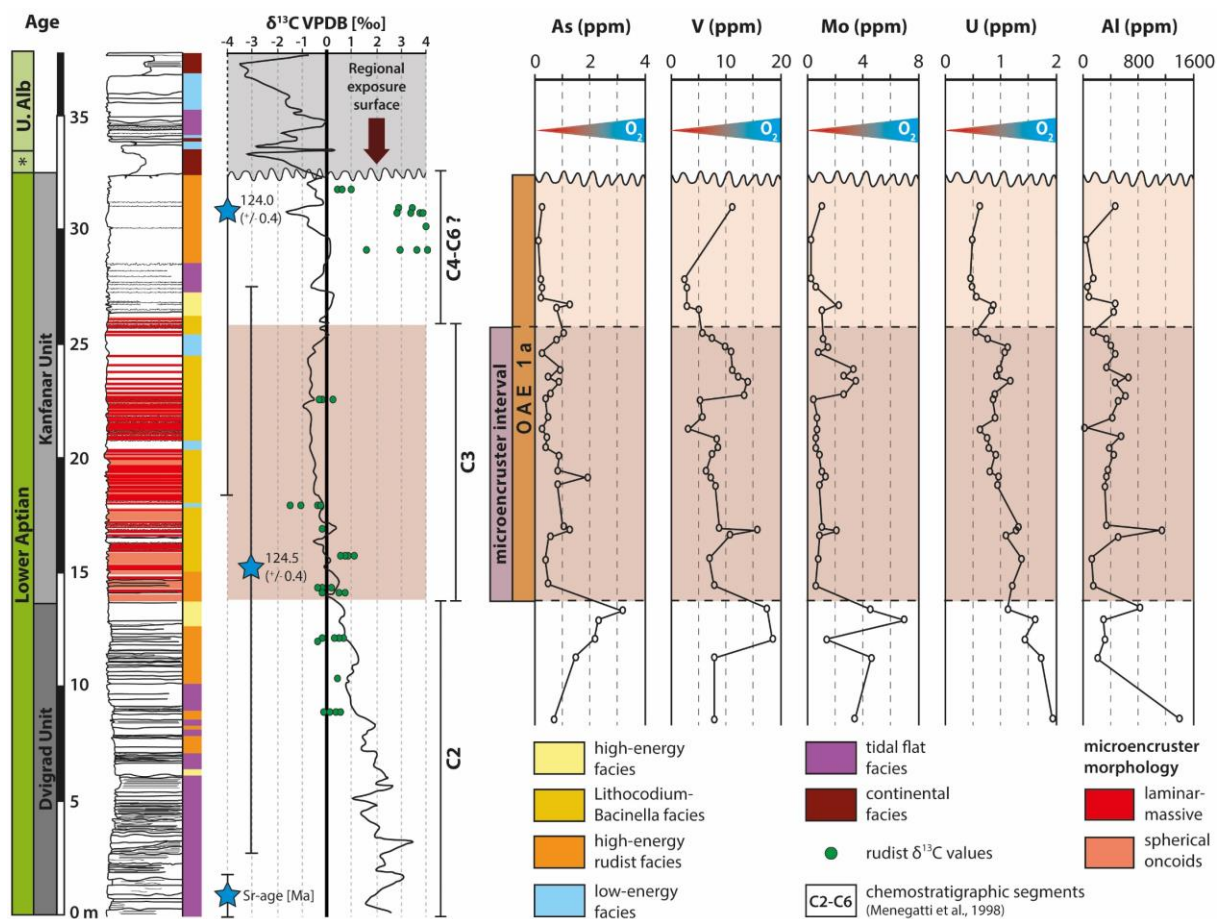 Age
δ¹³C VPDB [‰]
-4 -3 -2 -1 0 1 2 3 4
As (ppm)
0 2 4
V (ppm)
0 10 20
Mo (ppm)
0 4 8
U (ppm)
0 1 2
Al (ppm)
0 800 1600
U. Alb
*
Lower Aptian
Kanfanar Unit
Dvigrad Unit
35
30
25
20
15
10
5
0 m
Regional
exposure
surface
124.0
(+/- 0.4)
124.5
(+/- 0.4)
Sr-age [Ma]
C4-C6 ?
C3
C2
microencruster interval
OAE 1a
O₂
O₂
O₂
O₂
high-energy
facies
Lithocodium-
Bacinella facies
high-energy
rudist facies
low-energy
facies
tidal flat
facies
continental
facies
rudist δ¹³C values
C2-C6
chemostratigraphic segments
(Menegatti et al., 1998)
microencruster
morphology
laminar-
massive
spherical
oncoids